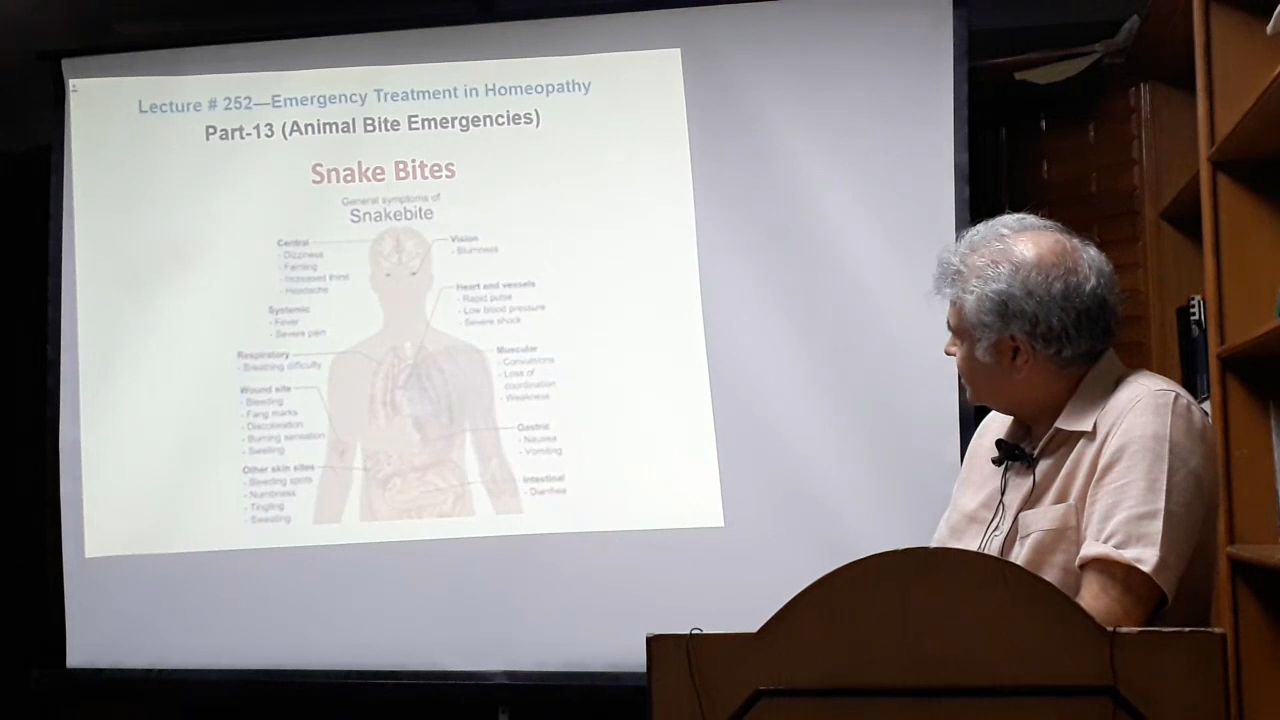 Lecture # 252—Emergency Treatment in Homeopathy
Part-13 (Animal Bite Emergencies)
Snake Bites
General symptoms of
Snakebite
Central
- Dizziness
- Fainting
- Increased thirst
- Headache
Vision
- Blurriness
Heart and vessels
- Rapid pulse
- Low blood pressure
- Severe shock
Systemic
- Fever
- Severe pain
Respiratory
- Breathing difficulty
Muscular
- Convulsions
- Loss of
coordination
- Weakness
Wound site
- Bleeding
- Fang marks
- Discoloration
- Burning sensation
- Swelling
Gastric
- Nausea
- Vomiting
Other skin sites
- Bleeding spots
- Numbness
- Tingling
- Sweating
Intestinal
- Diarrhea